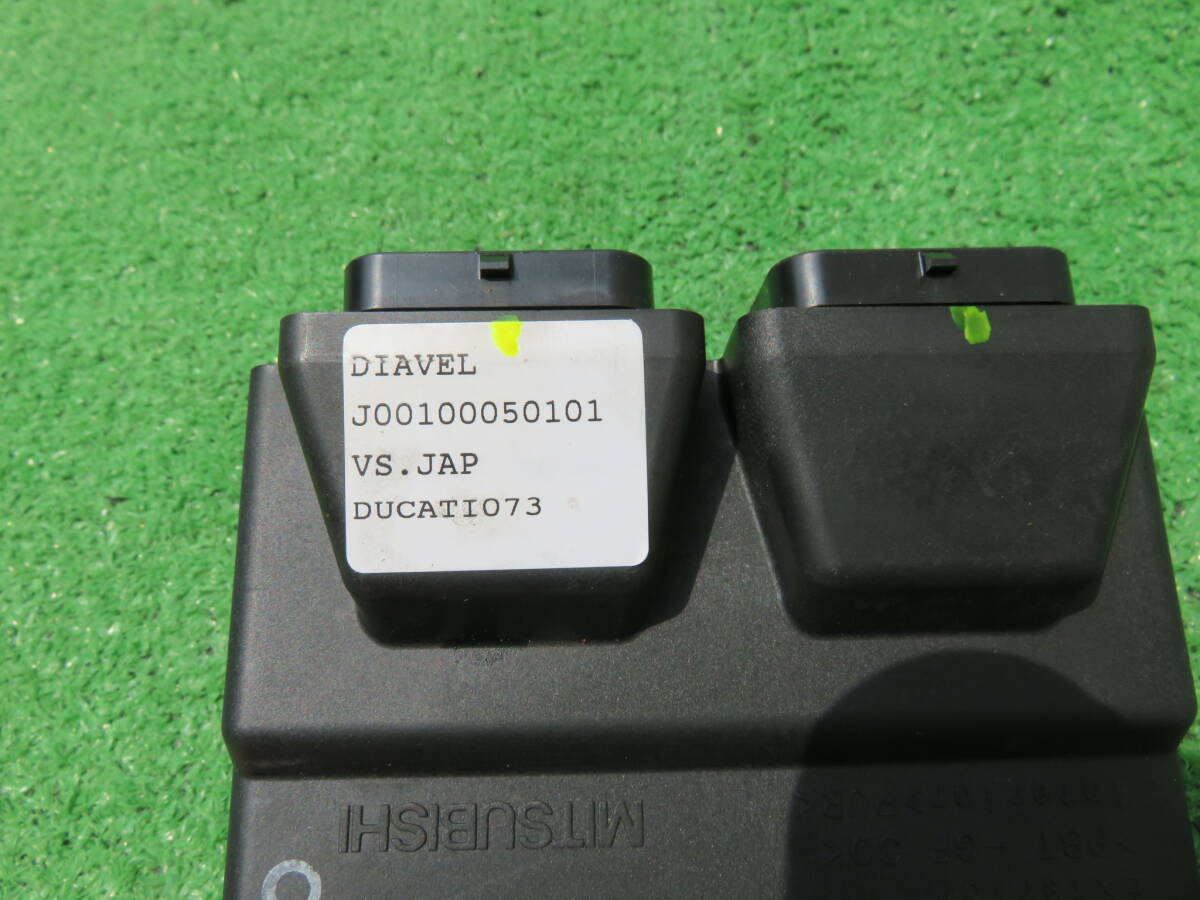 DIAVEL
J00100050101
VS.JAP
DUCATI073
MITSUBISHI